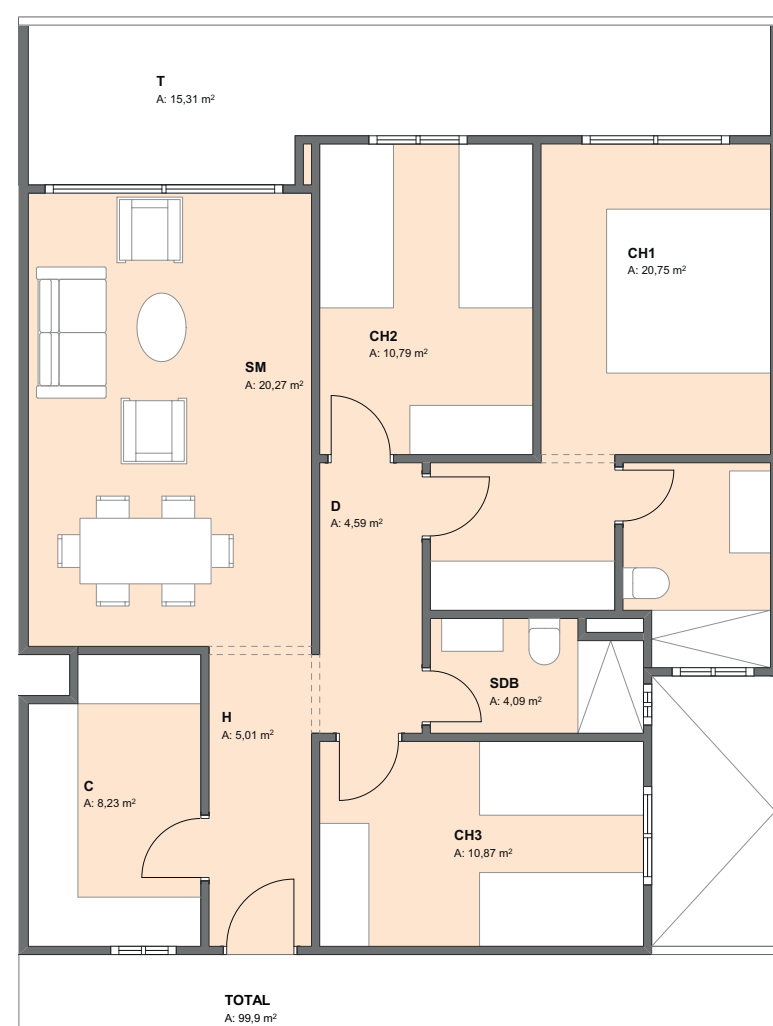 T
A: 15,31 m²
CH1
A: 20,75 m²
CH2
A: 10,79 m²
SM
A: 20,27 m²
D
A: 4,59 m²
SDB
A: 4,09 m²
H
A: 5,01 m²
C
A: 8,23 m²
CH3
A: 10,87 m²
TOTAL
A: 99,9 m²